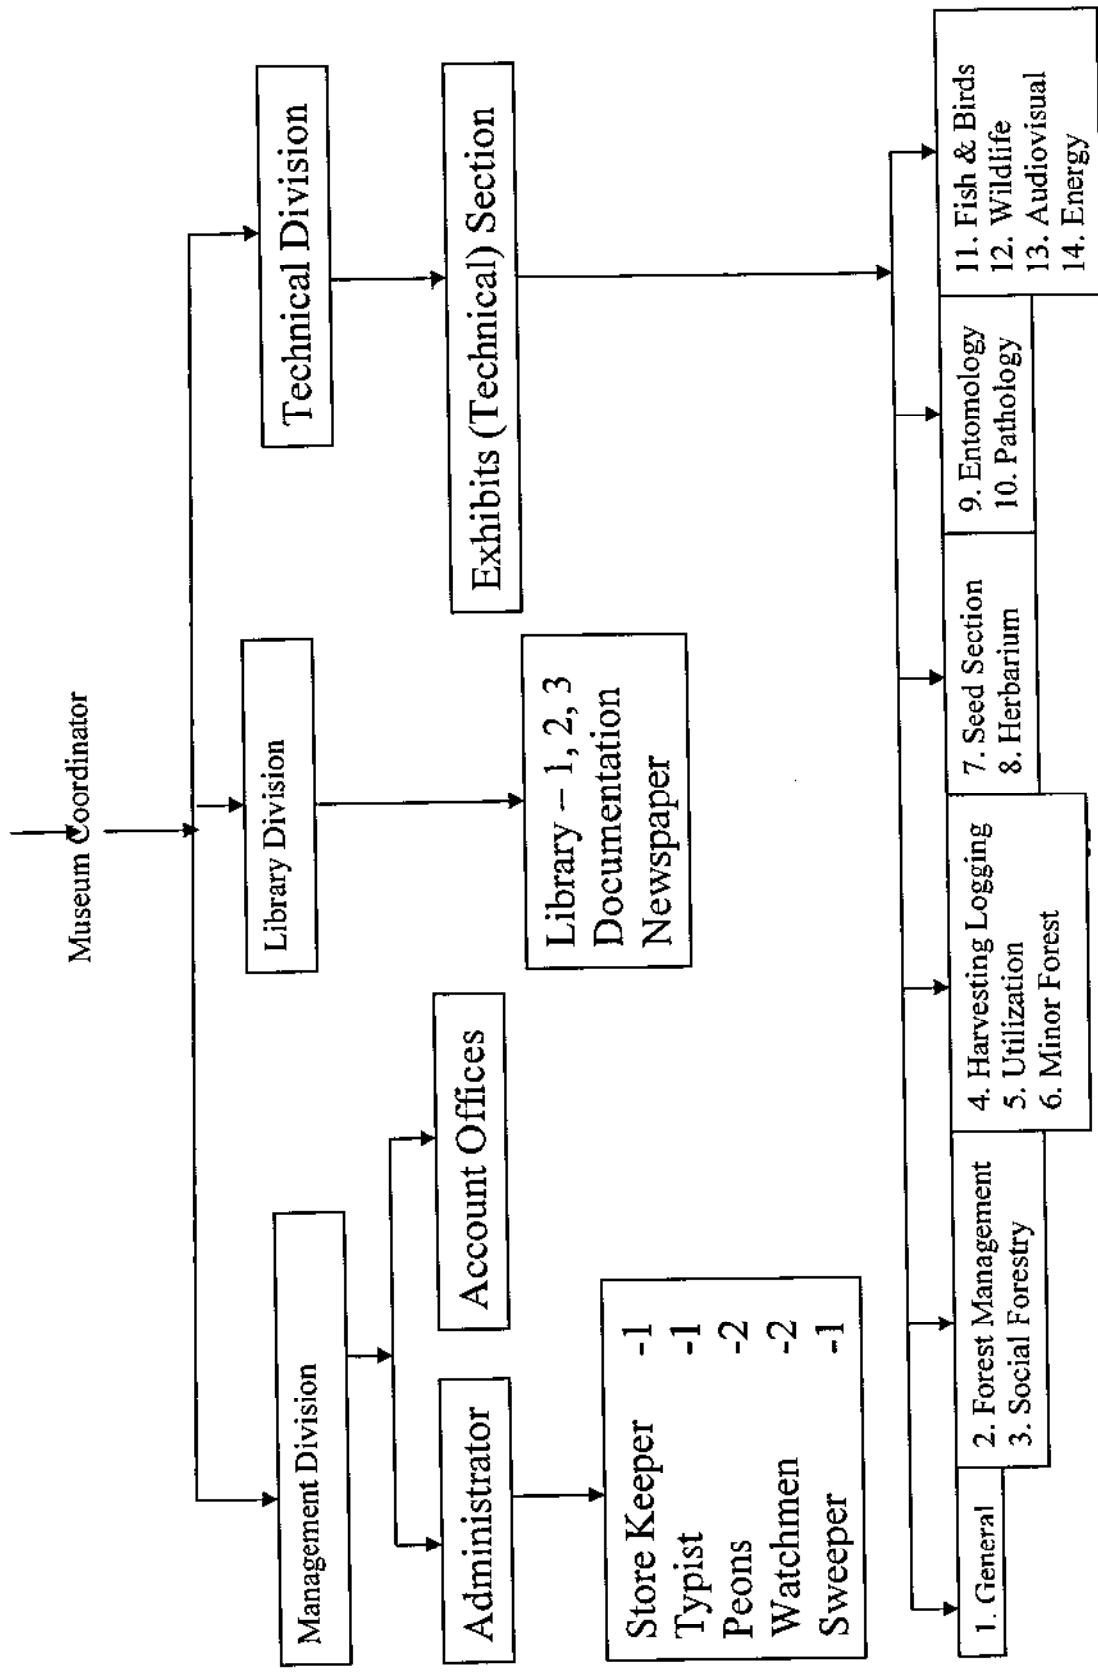 Museum Coordinator
Management Division
Library Division
Technical Division
Administrator
Account Offices
Exhibits (Technical) Section
Store Keeper -1
Typist -1
Peons -2
Watchmen -2
Sweeper -1
Library – 1, 2, 3
Documentation
Newspaper
1. General
2. Forest Management
3. Social Forestry
4. Harvesting Logging
5. Utilization
6. Minor Forest
7. Seed Section
8. Herbarium
9. Entomology
10. Pathology
11. Fish & Birds
12. Wildlife
13. Audiovisual
14. Energy